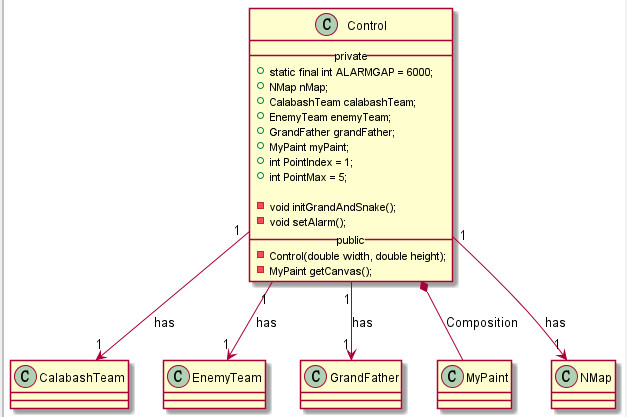 C Control
private
static final int ALARMGAP = 6000;
NMap nMap;
CalabashTeam calabashTeam;
EnemyTeam enemyTeam;
GrandFather grandFather;
MyPaint myPaint;
int PointIndex = 1;
int PointMax = 5;
void initGrandAndSnake();
void setAlarm();
public
Control(double width, double height);
MyPaint getCanvas();
1 1 1 1
has has has Composition has
1 1 1 1
C CalabashTeam C EnemyTeam C GrandFather C MyPaint C NMap